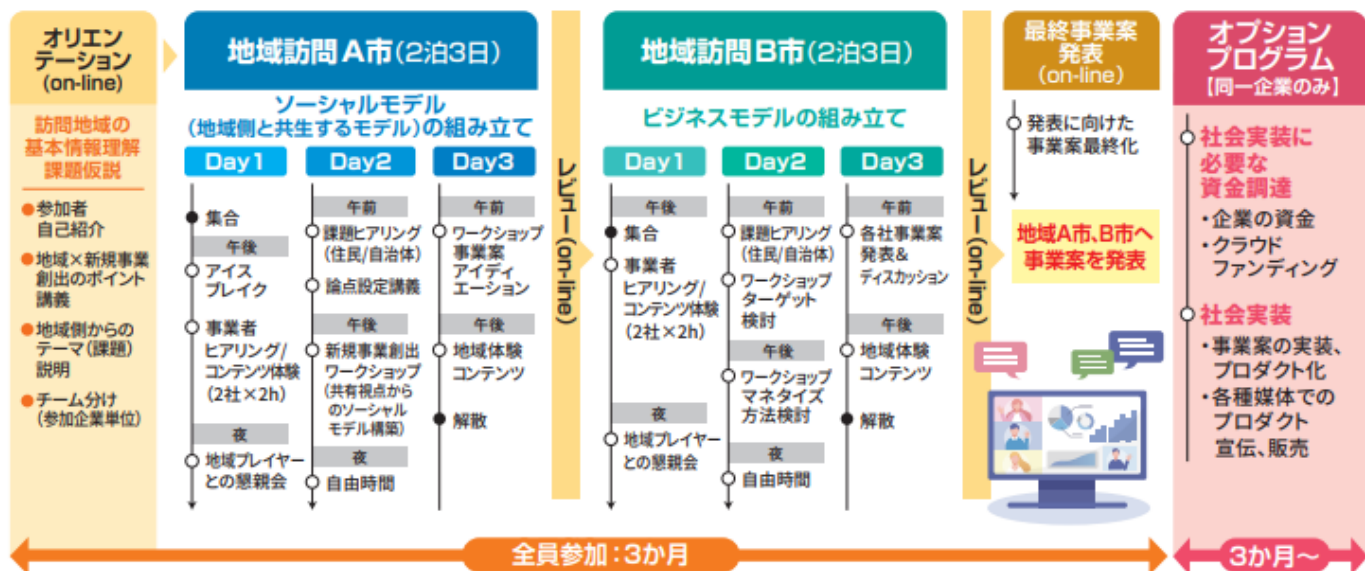 オリエン
テーション
(on-line)
訪問地域の
基本情報理解
課題仮説
●参加者
自己紹介
●地域×新規事業
創出のポイント
講義
●地域側からの
テーマ(課題)
説明
●チーム分け
(参加企業単位)
地域訪問A市(2泊3日)
ソーシャルモデル
(地域側と共生するモデル)の組み立て
Day1
集合
午後
アイス
ブレイク
事業者
ヒアリング/
コンテンツ体験
(2社×2h)
夜
地域プレイヤー
との懇親会
Day2
午前
課題ヒアリング
(住民/自治体)
論点設定講義
午後
新規事業創出
ワークショップ
(共有視点から
のソーシャル
モデル構築)
夜
自由時間
Day3
午前
ワークショップ
事業案
アイディ
エーション
午後
地域体験
コンテンツ
解散
レビュー(on-line)
地域訪問B市(2泊3日)
ビジネスモデルの組み立て
Day1
午後
集合
事業者
ヒアリング/
コンテンツ体験
(2社×2h)
夜
地域プレイヤー
との懇親会
Day2
午前
課題ヒアリング
(住民/自治体)
ワークショップ
ターゲット
検討
午後
ワークショップ
マネタイズ
方法検討
夜
自由時間
Day3
午前
各社事業案
発表&
ディスカッション
午後
地域体験
コンテンツ
解散
レビュー(on-line)
最終事業案
発表
(on-line)
発表に向けた
事業案最終化
地域A市、B市へ
事業案を発表
オプション
プログラム
【同一企業のみ】
社会実装に
必要な
資金調達
・企業の資金
・クラウド
ファンディング
社会実装
・事業案の実装、
プロダクト化
・各種媒体での
プロダクト
宣伝、販売
全員参加:3か月
3か月~